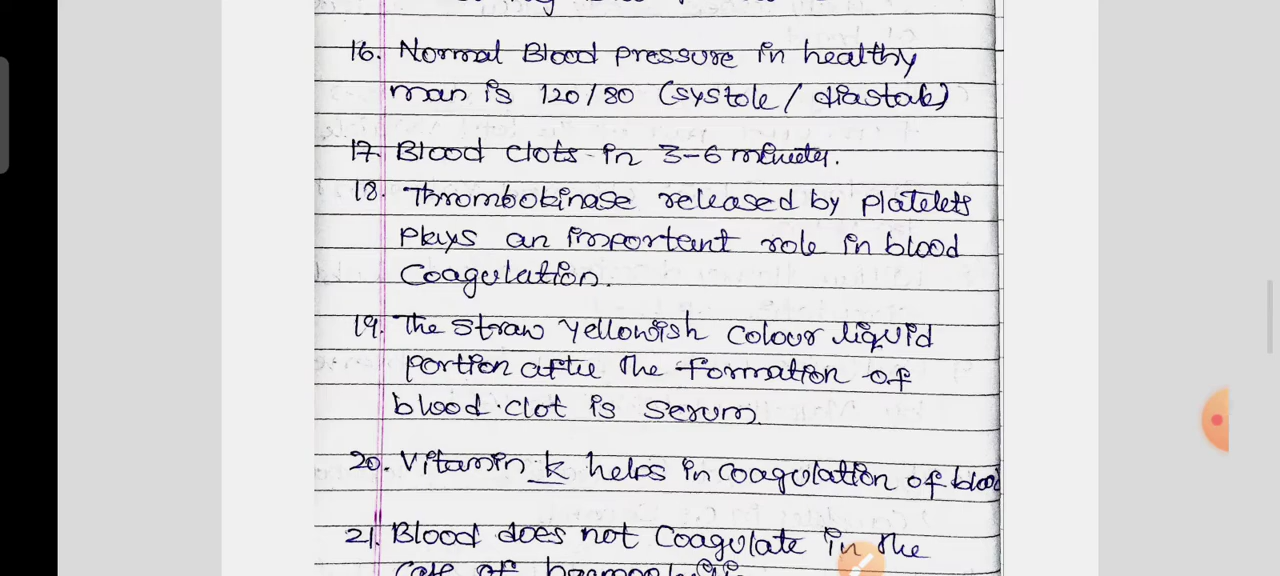 16. Normal Blood pressure in healthy
man is 120/80 (systole/ diastole)
17. Blood clots in 3-6 minutes.
18. Thrombokinase released by platelets
plays an important role in blood
Coagulation.
19. The straw yellowish colour liquid
portion after the formation of
blood clot is serum.
20. Vitamin k helps in coagulation of blood
21. Blood does not Coagulate in the
case of